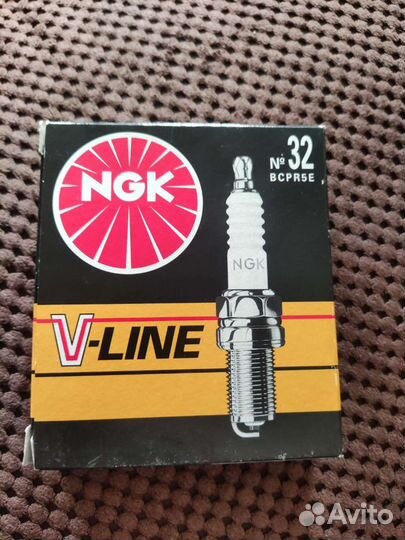 NGK
Nº 32
BCPR5E
NGK
V-LINE
Avito